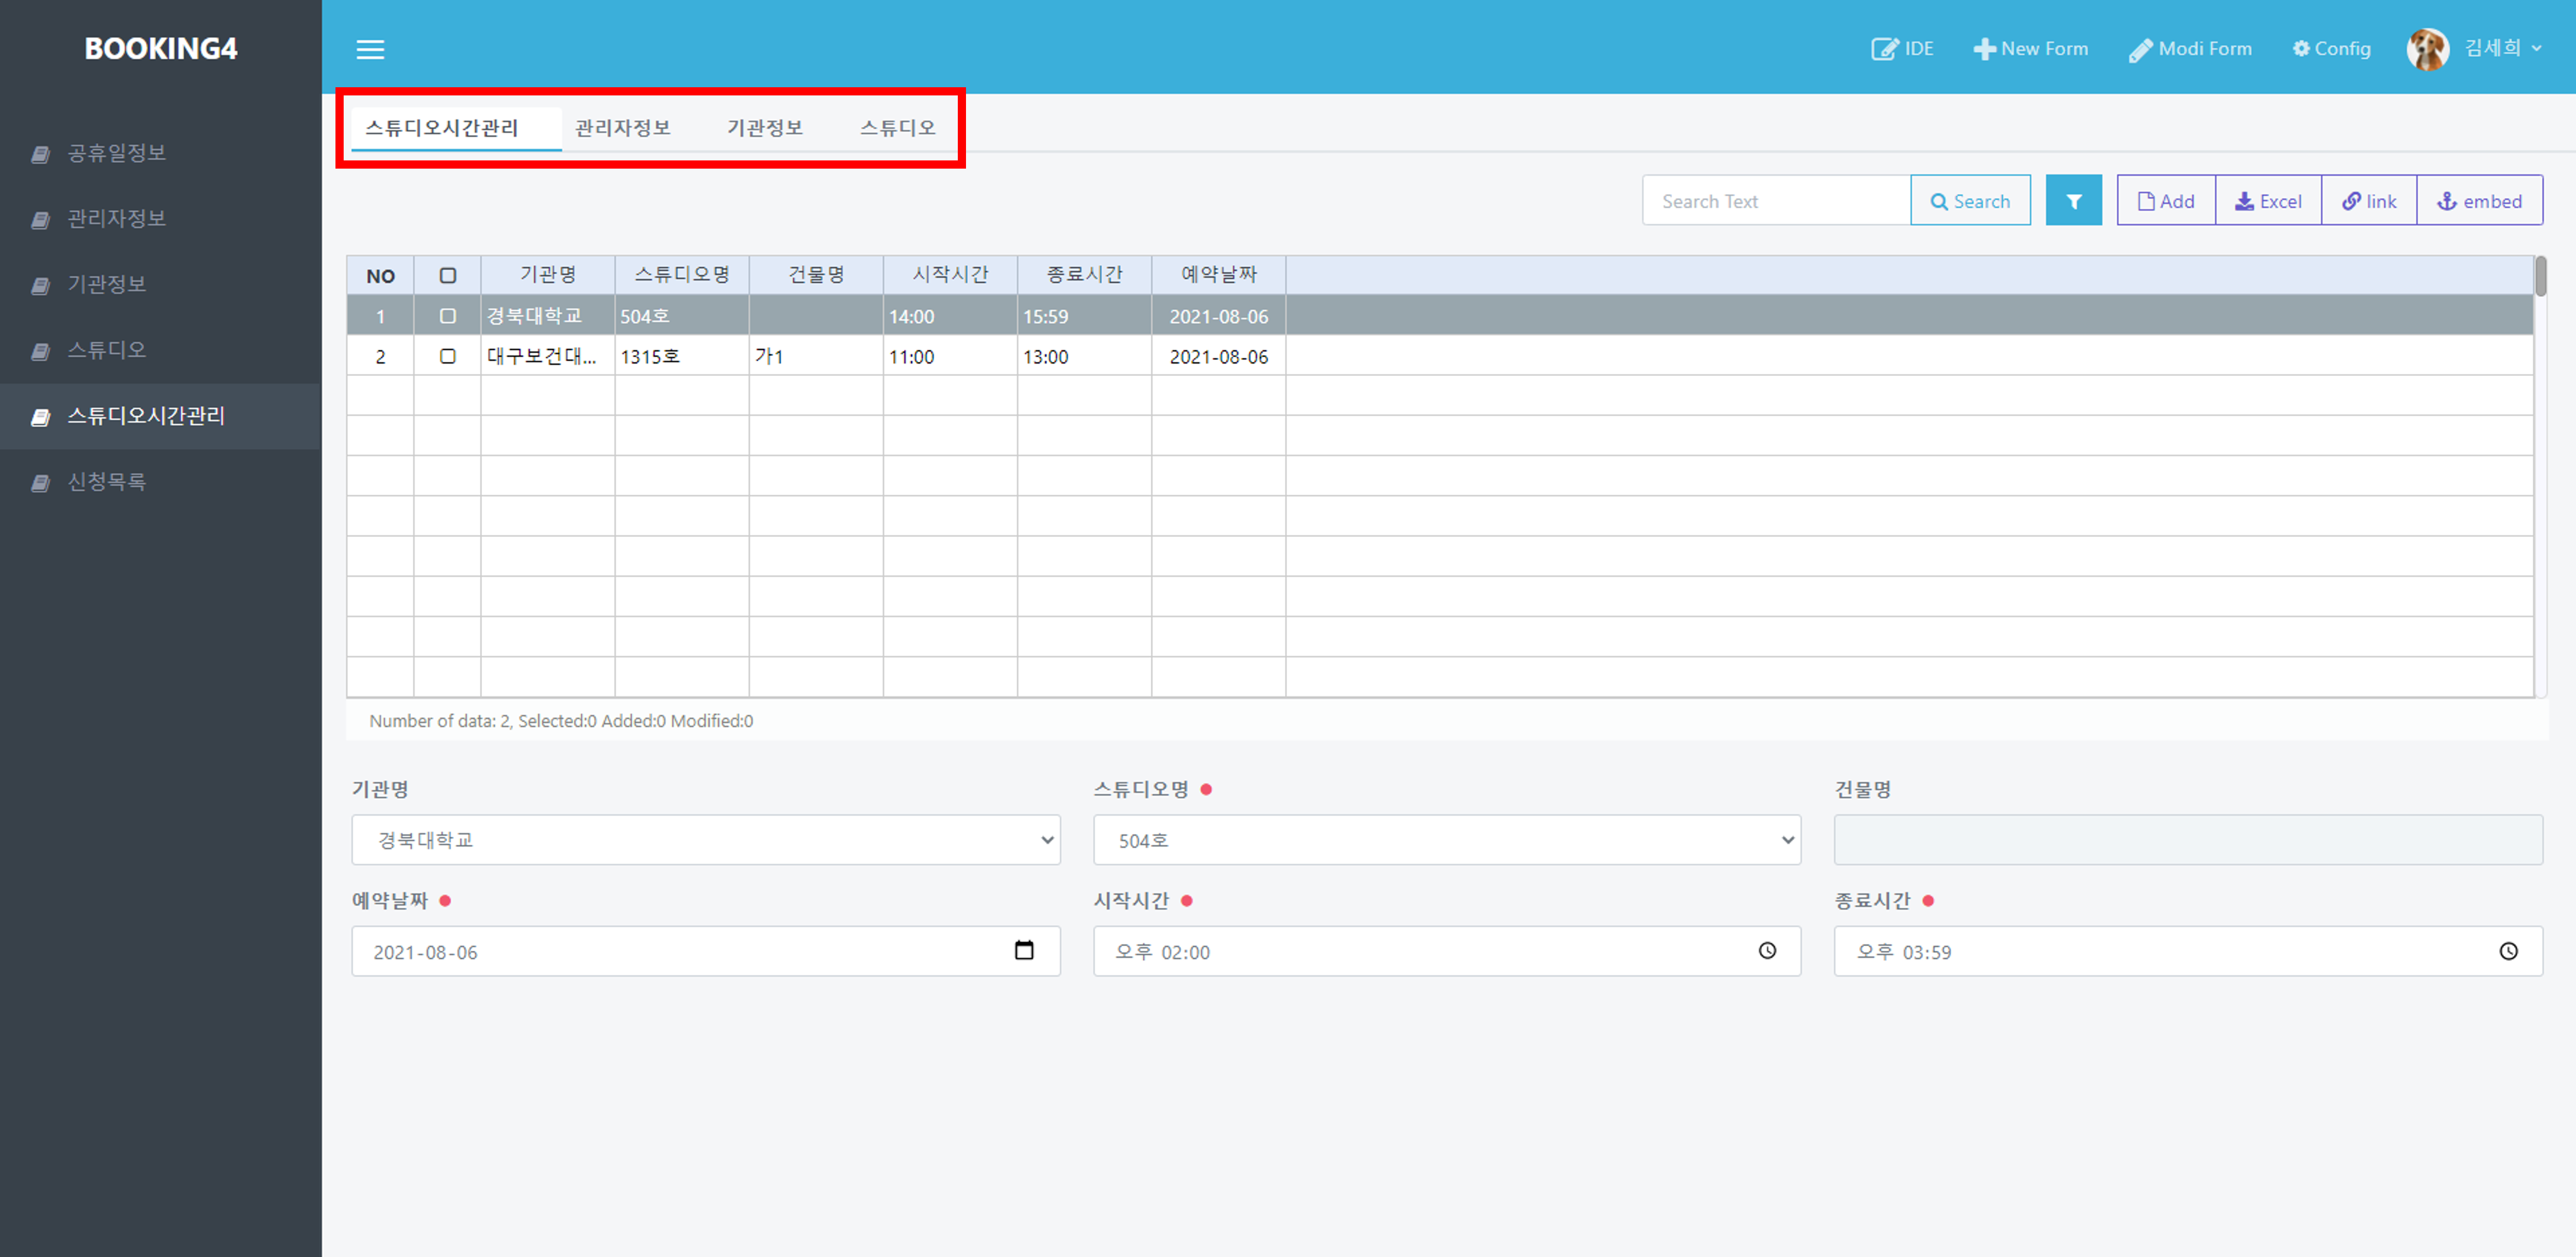 BOOKING4
IDE New Form Modi Form Config 김세희
공휴일정보
관리자정보
기관정보
스튜디오
스튜디오시간관리
신청목록
스튜디오시간관리 관리자정보 기관정보 스튜디오
Search Text Search Add Excel link embed
NO 기관명 스튜디오명 건물명 시작시간 종료시간 예약날짜
1 경북대학교 504호 14:00 15:59 2021-08-06
2 대구보건대... 1315호 가1 11:00 13:00 2021-08-06
Number of data: 2, Selected:0 Added:0 Modified:0
기관명 스튜디오명 건물명
경북대학교 504호
예약날짜 시작시간 종료시간
2021-08-06 오후 02:00 오후 03:59